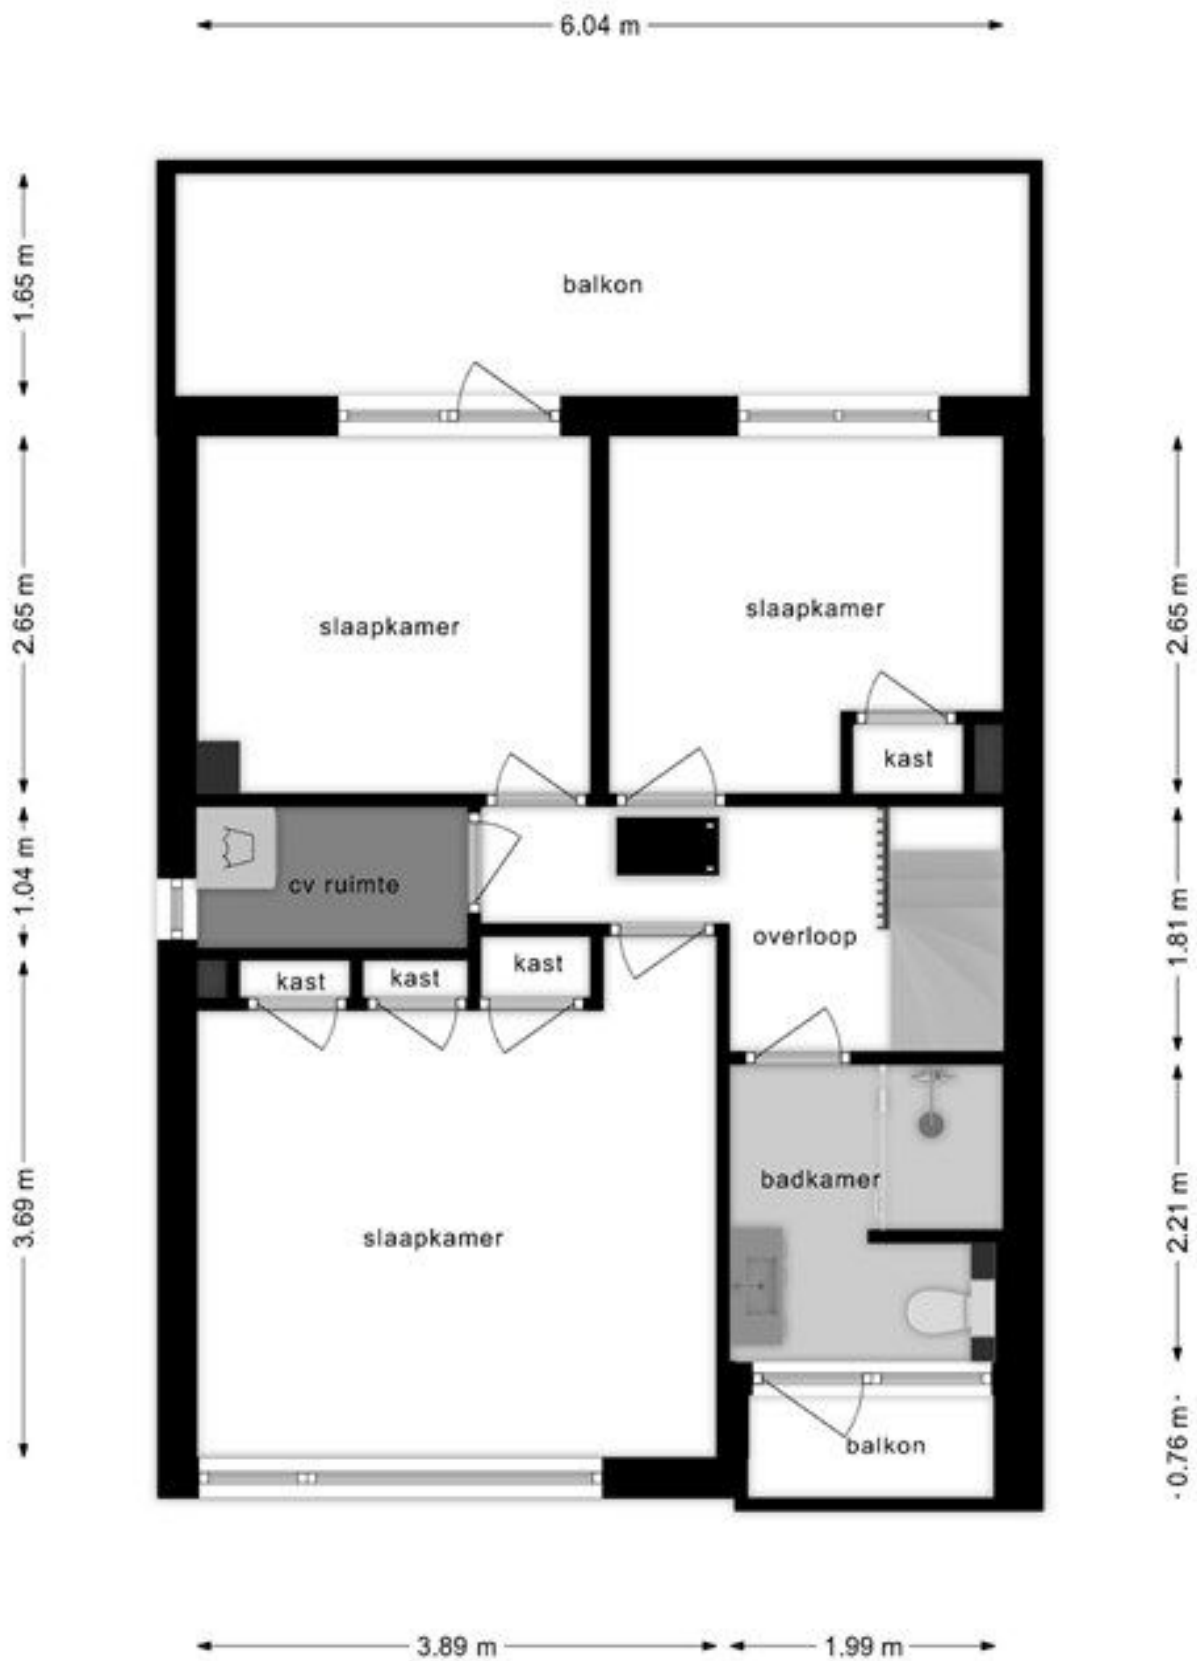 6.04 m
1.65 m
balkon
2.65 m
slaapkamer
slaapkamer
2.65 m
kast
1.04 m
cv ruimte
overloop
1.81 m
kast
kast
kast
3.69 m
slaapkamer
badkamer
2.21 m
balkon
0.76 m
3.89 m
1.99 m